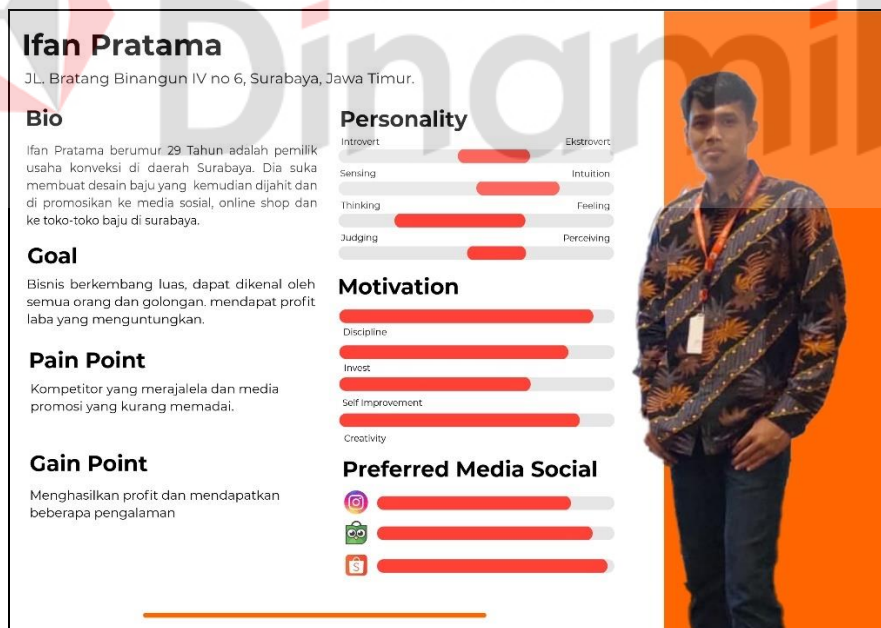 Dinamik
Ifan Pratama
JL. Bratang Binangun IV no 6, Surabaya, Jawa Timur.
Bio
Ifan Pratama berumur 29 Tahun adalah pemilik
usaha konveksi di daerah Surabaya. Dia suka
membuat desain baju yang kemudian dijahit dan
di promosikan ke media sosial, online shop dan
ke toko-toko baju di surabaya.
Goal
Bisnis berkembang luas, dapat dikenal oleh
semua orang dan golongan. mendapat profit
laba yang menguntungkan.
Pain Point
Kompetitor yang merajalela dan media
promosi yang kurang memadai.
Gain Point
Menghasilkan profit dan mendapatkan
beberapa pengalaman
Personality
Introvert Ekstrovert
Sensing Intuition
Thinking Feeling
Judging Perceiving
Motivation
Discipline
Invest
Self Improvement
Creativity
Preferred Media Social
S